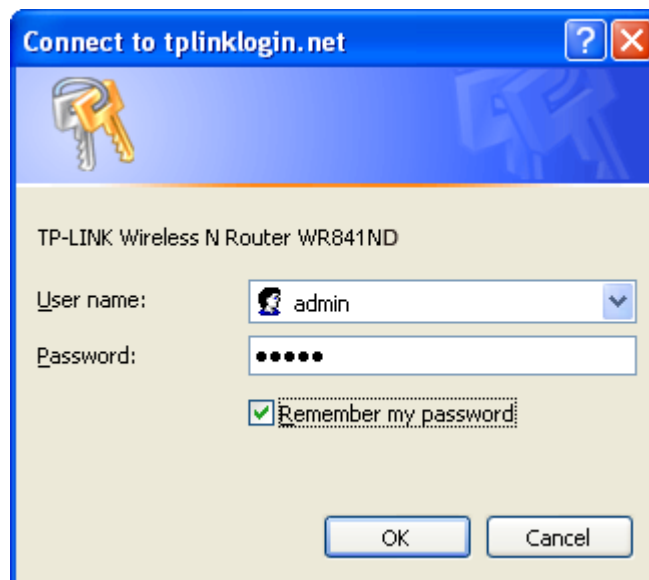 Connect to tplinklogin.net
TP-LINK Wireless N Router WR841ND
User name: admin
Password: •••••
Remember my password
OK Cancel